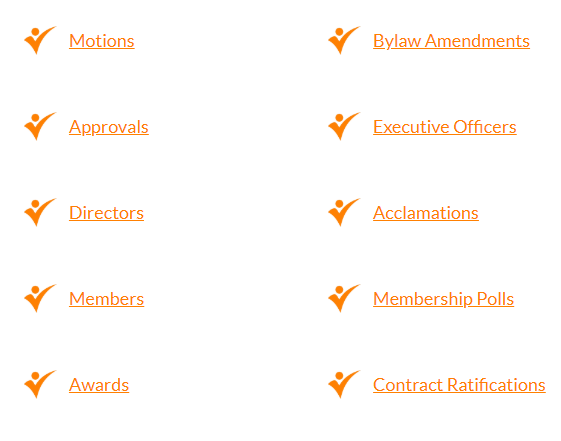 Motions
Bylaw Amendments
Approvals
Executive Officers
Directors
Acclamations
Members
Membership Polls
Awards
Contract Ratifications